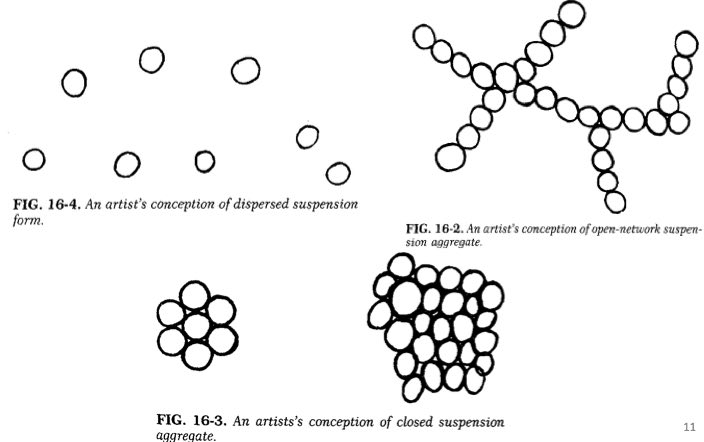 FIG. 16-4. An artist's conception of dispersed suspension
form.
FIG. 16-2. An artist's conception of open-network suspen-
sion aggregate.
FIG. 16-3. An artists's conception of closed suspension
aggregate.
11